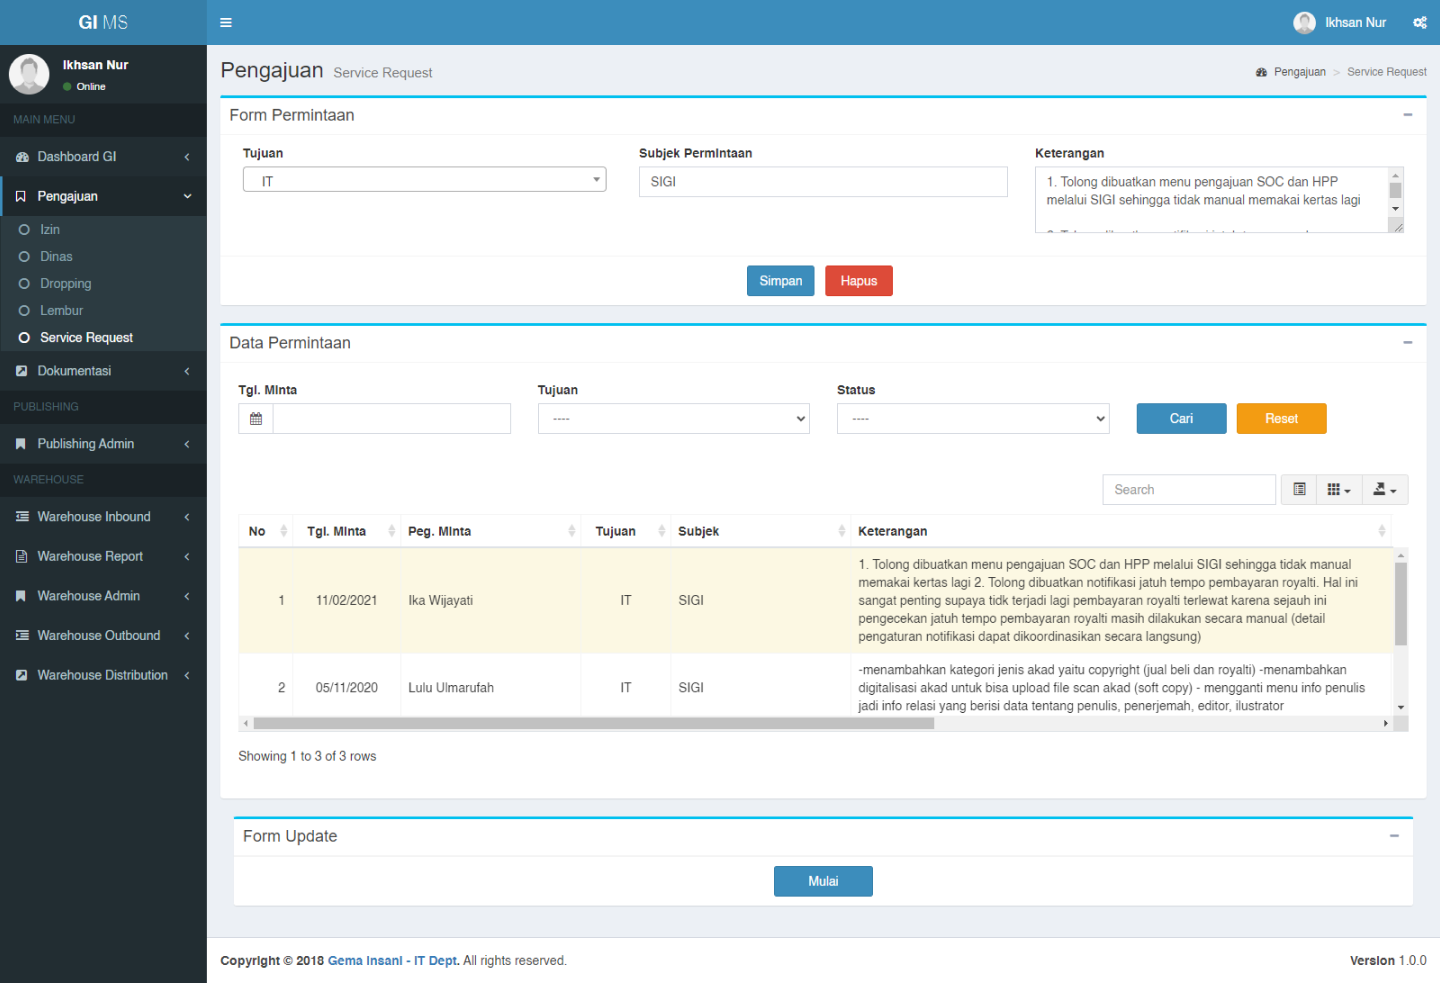 GI MS
Ikhsan Nur
Ikhsan Nur
Online
MAIN MENU
Dashboard GI
Pengajuan
Izin
Dinas
Dropping
Lembur
Service Request
Dokumentasi
PUBLISHING
Publishing Admin
WAREHOUSE
Warehouse Inbound
Warehouse Report
Warehouse Admin
Warehouse Outbound
Warehouse Distribution
Pengajuan Service Request
Pengajuan > Service Request
Form Permintaan
Tujuan
IT
Subjek Permintaan
SIGI
Keterangan
1. Tolong dibuatkan menu pengajuan SOC dan HPP
melalui SIGI sehingga tidak manual memakai kertas lagi
Simpan
Hapus
Data Permintaan
Tgl. Minta
Tujuan
----
Status
----
Cari
Reset
Search
No Tgl. Minta Peg. Minta Tujuan Subjek Keterangan
1 11/02/2021 Ika Wijayati IT SIGI
1. Tolong dibuatkan menu pengajuan SOC dan HPP melalui SIGI sehingga tidak manual
memakai kertas lagi 2. Tolong dibuatkan notifikasi jatuh tempo pembayaran royalti. Hal ini
sangat penting supaya tidk terjadi lagi pembayaran royalti terlewat karena sejauh ini
pengecekan jatuh tempo pembayaran royalti masih dilakukan secara manual (detail
pengaturan notifikasi dapat dikoordinasikan secara langsung)
2 05/11/2020 Lulu Ulmarufah IT SIGI
-menambahkan kategori jenis akad yaitu copyright (jual beli dan royalti) -menambahkan
digitalisasi akad untuk bisa upload file scan akad (soft copy) - mengganti menu info penulis
jadi info relasi yang berisi data tentang penulis, penerjemah, editor, ilustrator
Showing 1 to 3 of 3 rows
Form Update
Mulai
Copyright © 2018 Gema Insani - IT Dept. All rights reserved.
Version 1.0.0